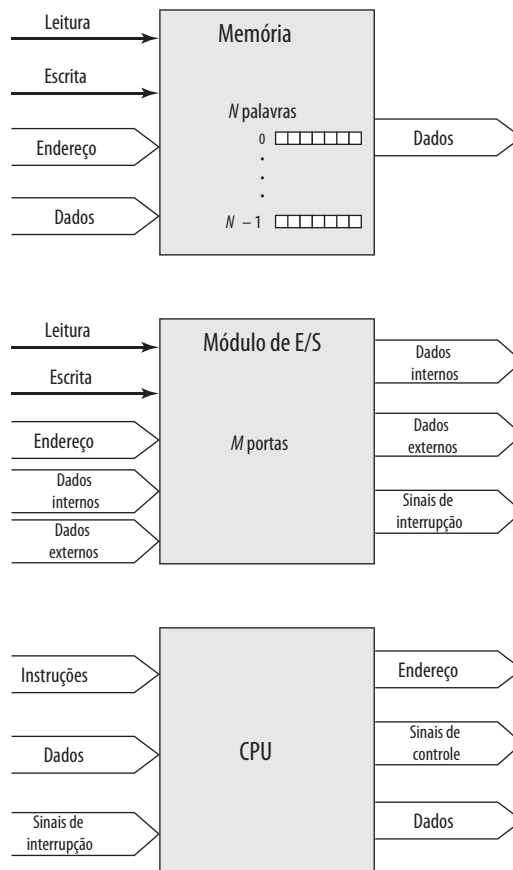 Leitura
Memória
Escrita
N palavras
0
Endereço
Dados
.
.
.
Dados
N – 1
Leitura
Módulo de E/S
Dados
internos
Escrita
Endereço
M portas
Dados
externos
Dados
internos
Sinais de
interrupção
Dados
externos
Instruções
Endereço
Dados
CPU
Sinais de
controle
Sinais de
interrupção
Dados